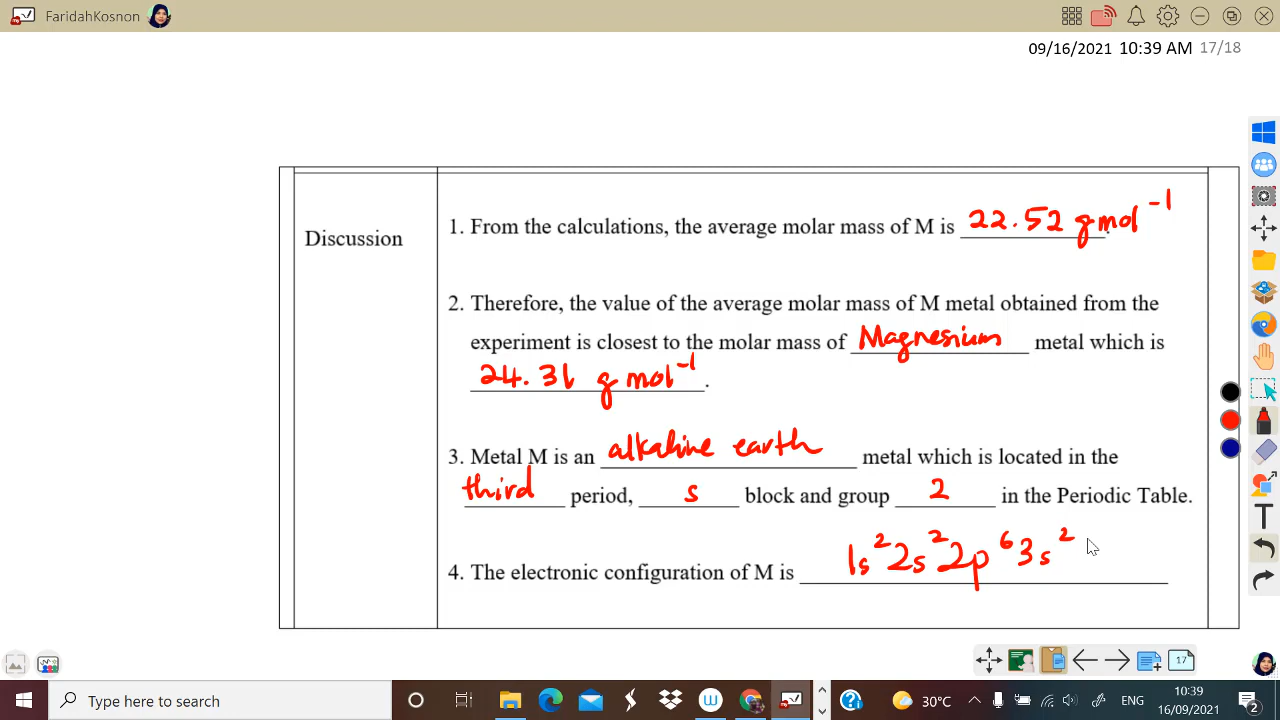 FaridahKosnon
09/16/2021 10:39 AM 17/18
Discussion
1. From the calculations, the average molar mass of M is 22.52 g mol⁻¹.
2. Therefore, the value of the average molar mass of M metal obtained from the
experiment is closest to the molar mass of Magnesium metal which is
24.31 g mol⁻¹.
3. Metal M is an alkaline earth metal which is located in the
third period, s block and group 2 in the Periodic Table.
4. The electronic configuration of M is 1s² 2s² 2p⁶ 3s²
17
Type here to search
30°C
ENG
10:39
16/09/2021
2